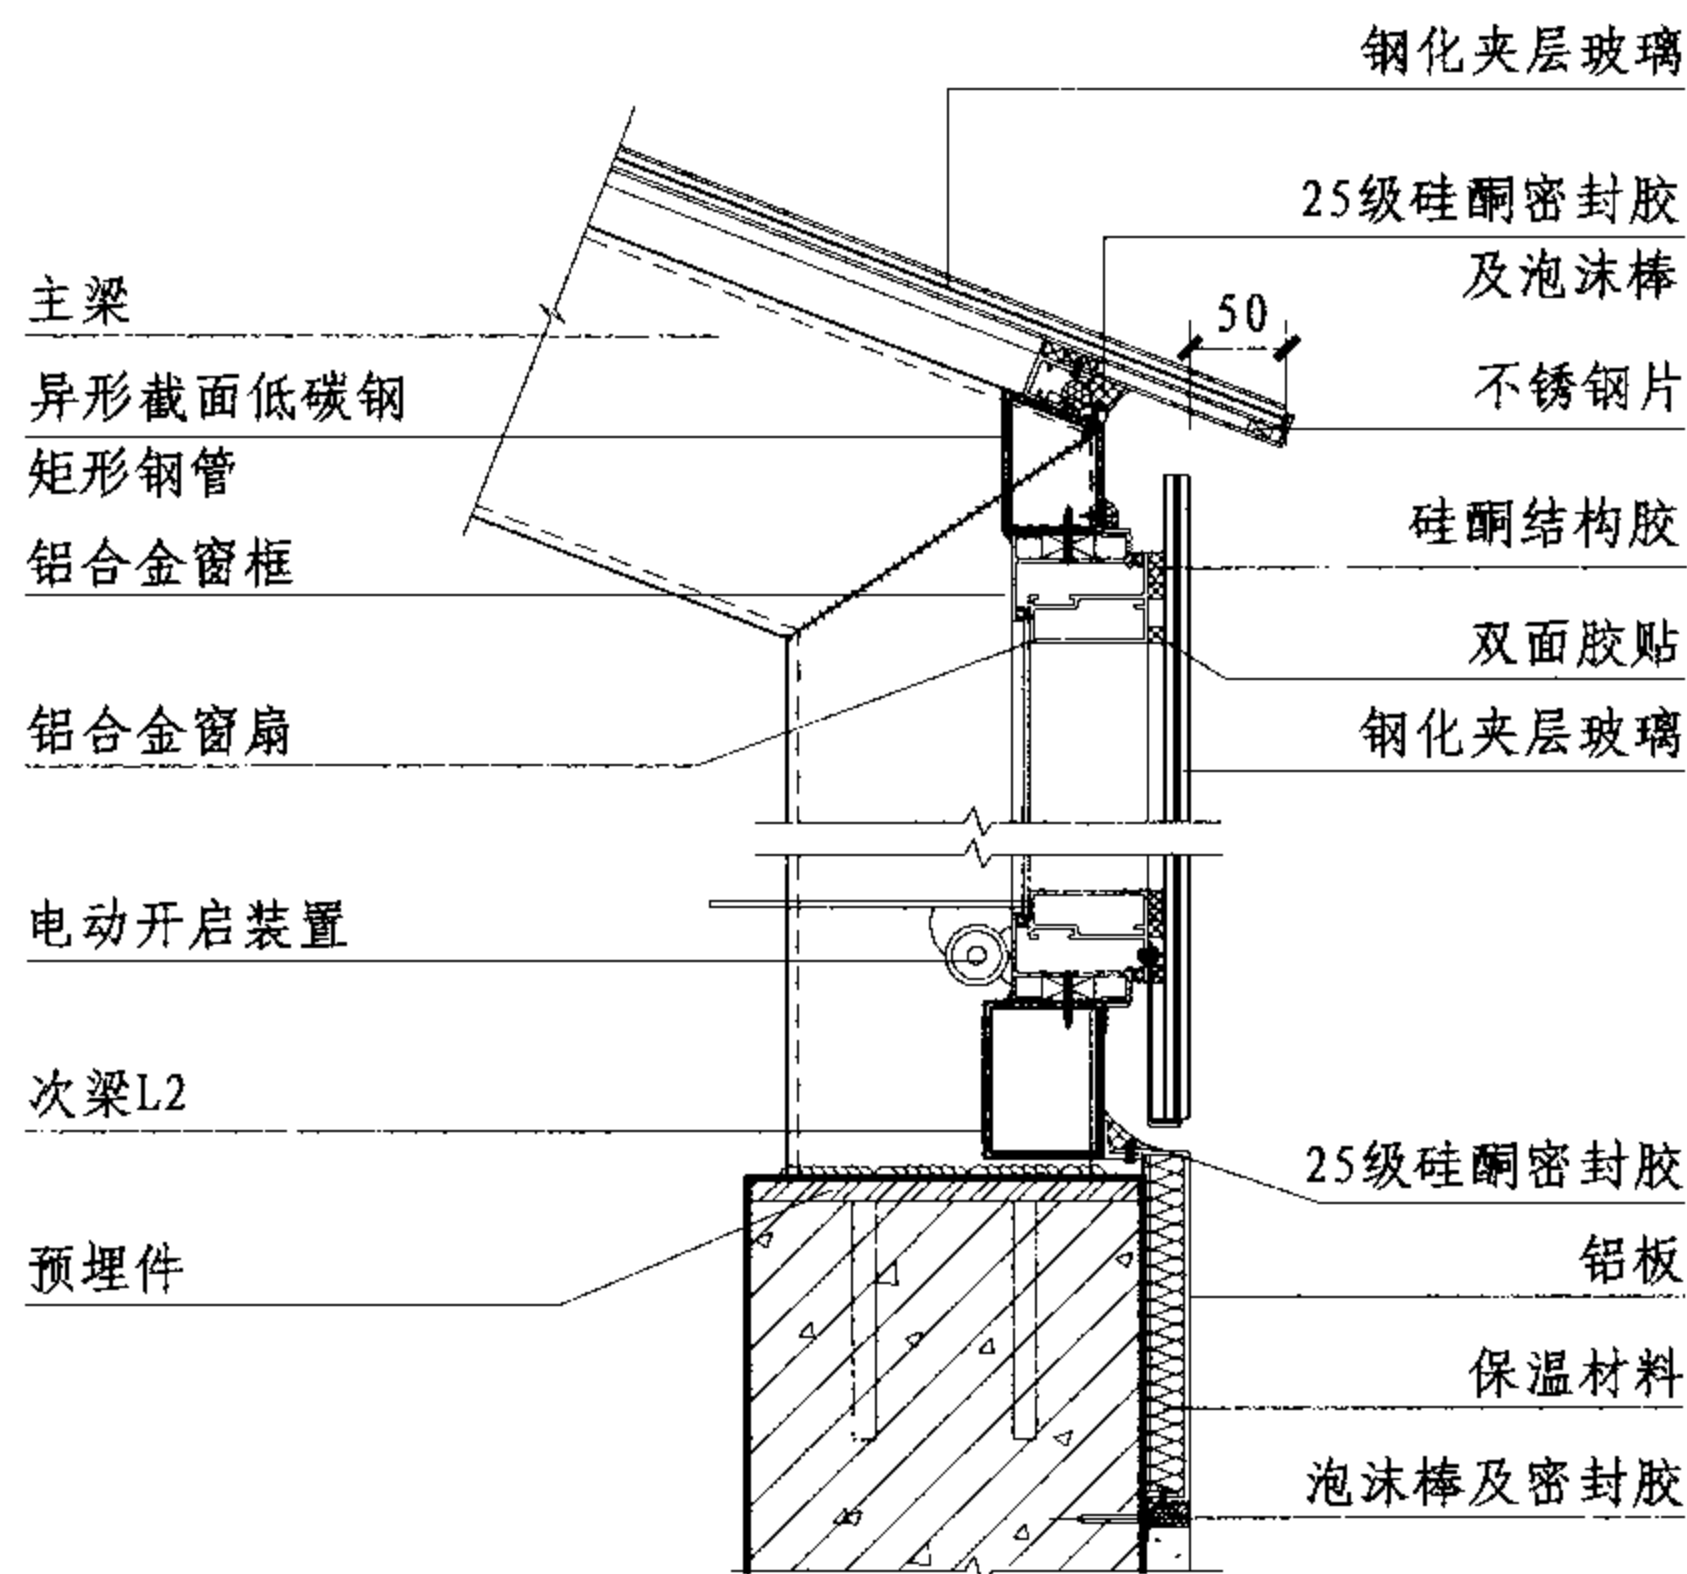 钢化夹层玻璃
25级硅酮密封胶
及泡沫棒
50
不锈钢片
硅酮结构胶
双面胶贴
钢化夹层玻璃
25级硅酮密封胶
铝板
保温材料
泡沫棒及密封胶
主梁
异形截面低碳钢
矩形钢管
铝合金窗框
铝合金窗扇
电动开启装置
次梁L2
预埋件